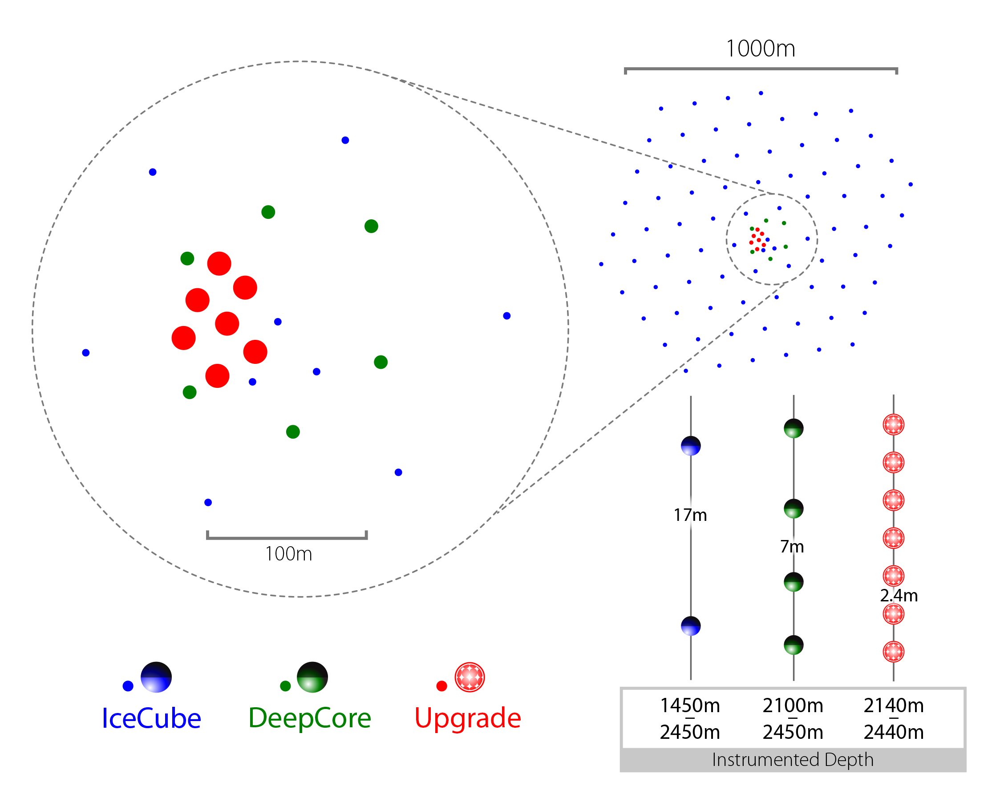 1000m
100m
17m
7m
2.4m
IceCube
DeepCore
Upgrade
1450m
–
2450m
2100m
–
2450m
2140m
–
2440m
Instrumented Depth